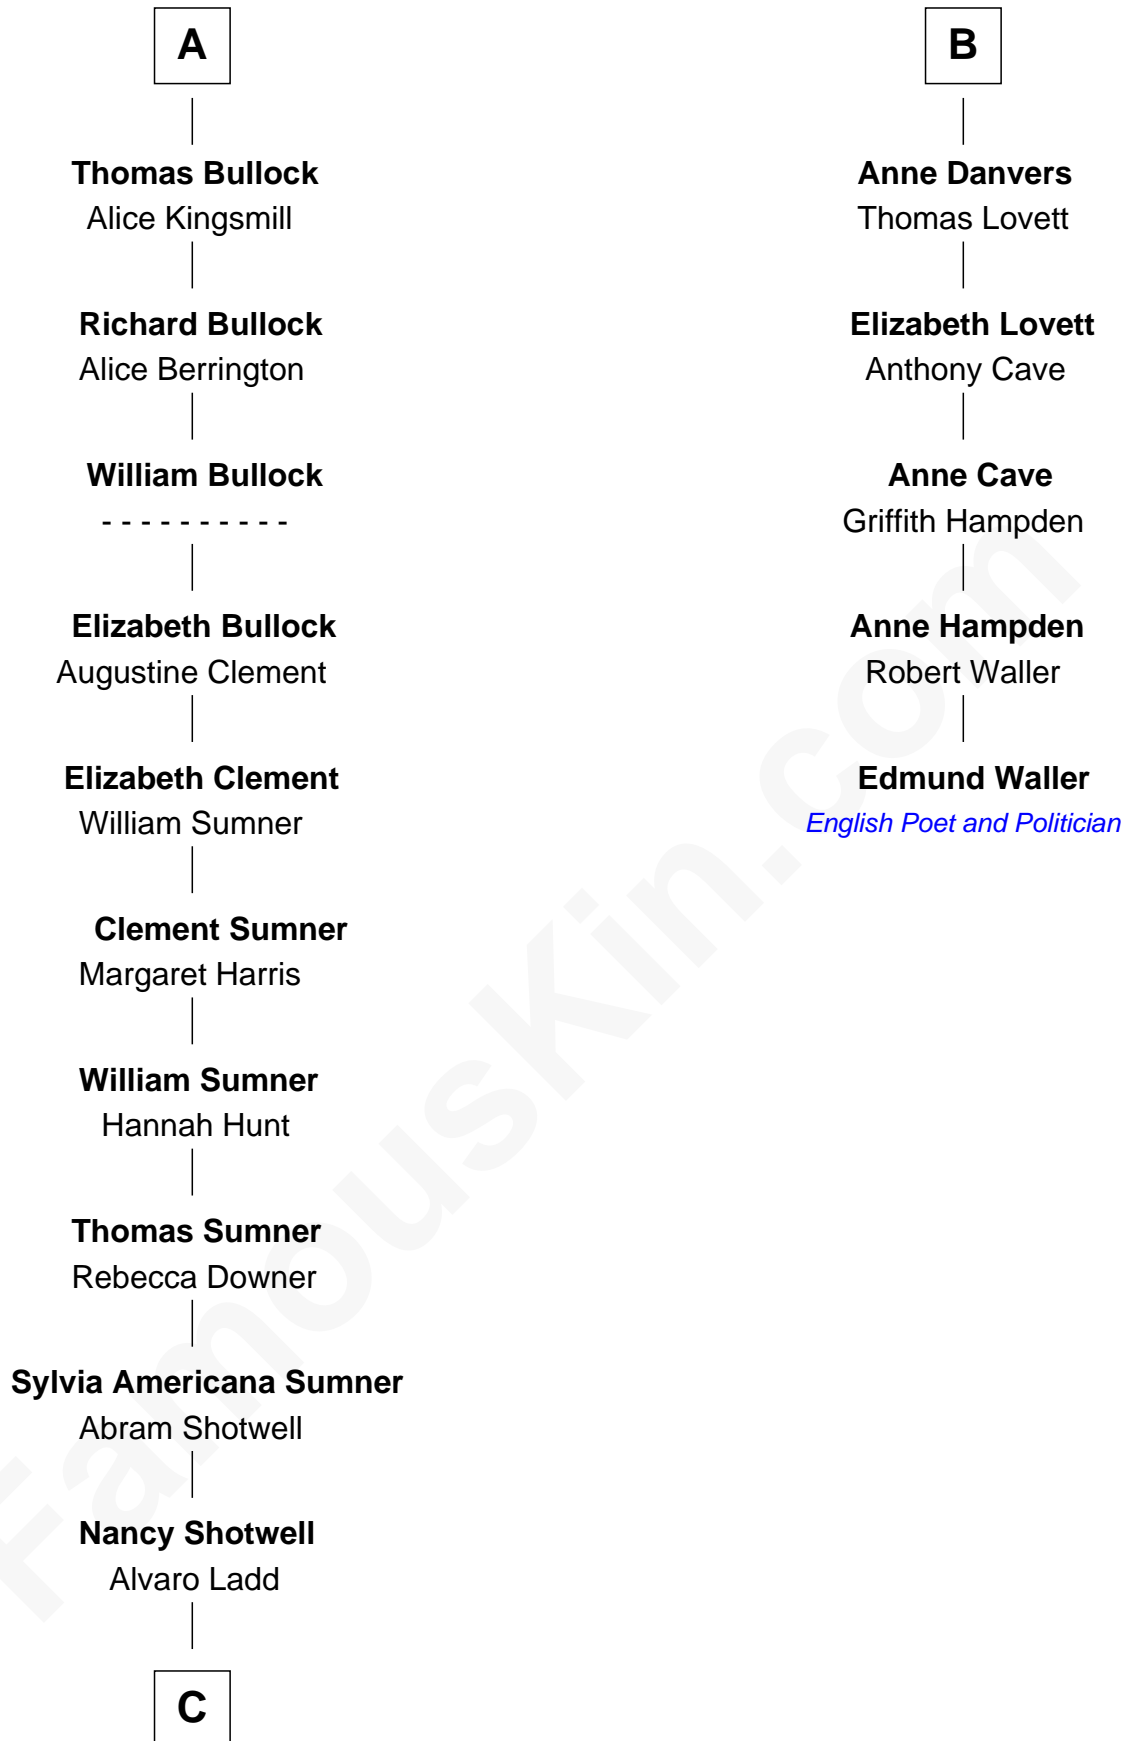 A
Thomas Bullock
Alice Kingsmill
Richard Bullock
Alice Berrington
William Bullock
- - - - - - - - - -
Elizabeth Bullock
Augustine Clement
Elizabeth Clement
William Sumner
Clement Sumner
Margaret Harris
William Sumner
Hannah Hunt
Thomas Sumner
Rebecca Downer
Sylvia Americana Sumner
Abram Shotwell
Nancy Shotwell
Alvaro Ladd
C
B
Anne Danvers
Thomas Lovett
Elizabeth Lovett
Anthony Cave
Anne Cave
Griffith Hampden
Anne Hampden
Robert Waller
Edmund Waller
English Poet and Politician
FamousKin.com